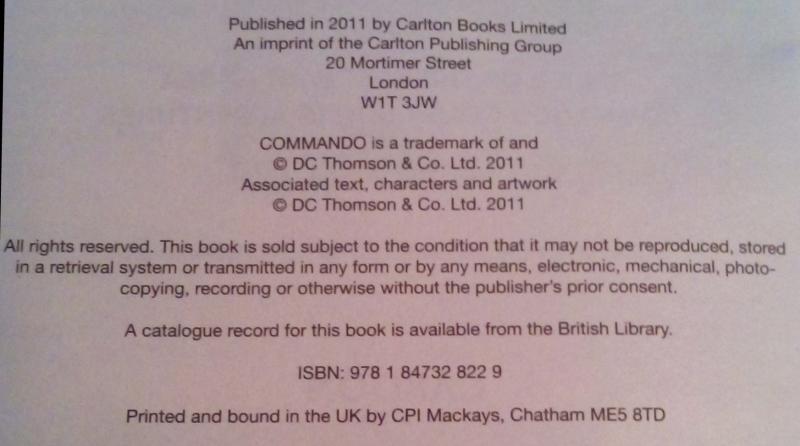 Published in 2011 by Carlton Books Limited
An imprint of the Carlton Publishing Group
20 Mortimer Street
London
W1T 3JW
COMMANDO is a trademark of and
© DC Thomson & Co. Ltd. 2011
Associated text, characters and artwork
© DC Thomson & Co. Ltd. 2011
All rights reserved. This book is sold subject to the condition that it may not be reproduced, stored
in a retrieval system or transmitted in any form or by any means, electronic, mechanical, photo-
copying, recording or otherwise without the publisher's prior consent.
A catalogue record for this book is available from the British Library.
ISBN: 978 1 84732 822 9
Printed and bound in the UK by CPI Mackays, Chatham ME5 8TD